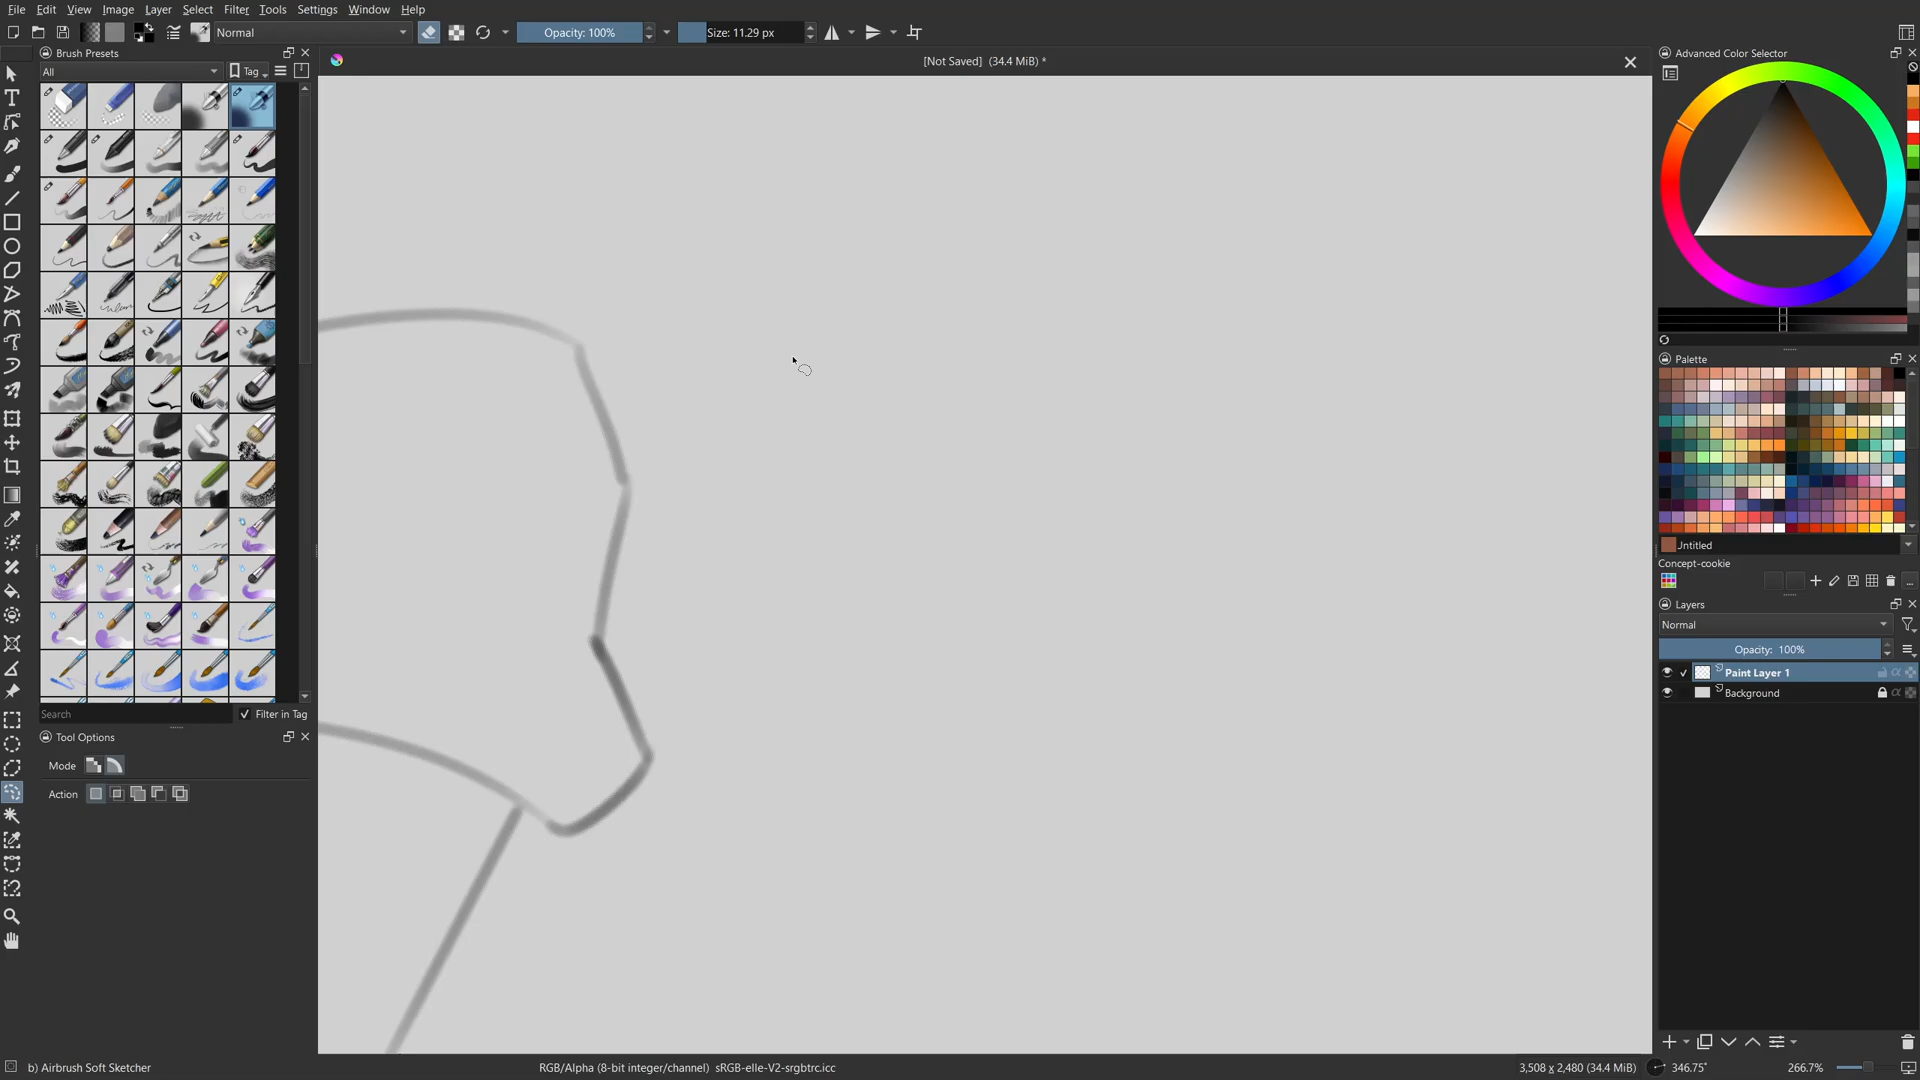 File Edit View Image Layer Select Filter Tools Settings Window Help
Normal
Opacity: 100%
Size: 11.29 px
Brush Presets
[Not Saved] (34.4 MiB) *
Advanced Color Selector
All
Tag
Palette
Untitled
Concept-cookie
...
Layers
Normal
Opacity: 100%
Paint Layer 1
Background
Search
Filter in Tag
Tool Options
Mode
Action
b) Airbrush Soft Sketcher
RGB/Alpha (8-bit integer/channel) sRGB-elle-V2-srgbtrc.icc
3,508 x 2,480 (34.4 MiB)
346.75°
266.7%